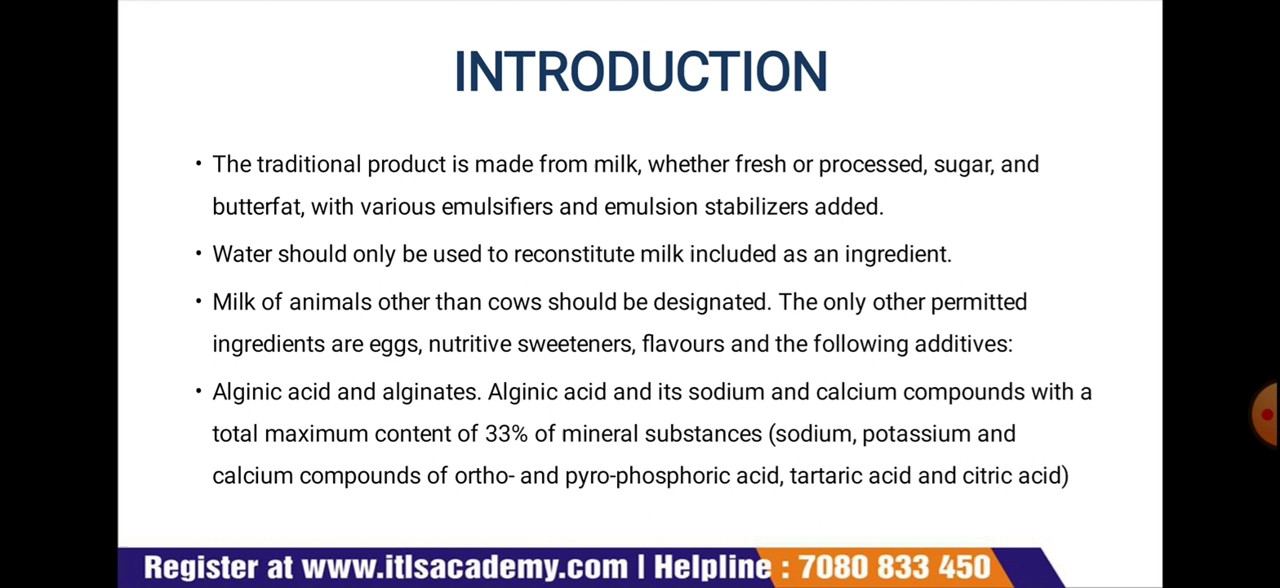 INTRODUCTION
• The traditional product is made from milk, whether fresh or processed, sugar, and
butterfat, with various emulsifiers and emulsion stabilizers added.
• Water should only be used to reconstitute milk included as an ingredient.
• Milk of animals other than cows should be designated. The only other permitted
ingredients are eggs, nutritive sweeteners, flavours and the following additives:
• Alginic acid and alginates. Alginic acid and its sodium and calcium compounds with a
total maximum content of 33% of mineral substances (sodium, potassium and
calcium compounds of ortho- and pyro-phosphoric acid, tartaric acid and citric acid)
Register at www.itlsacademy.com | Helpline : 7080 833 450